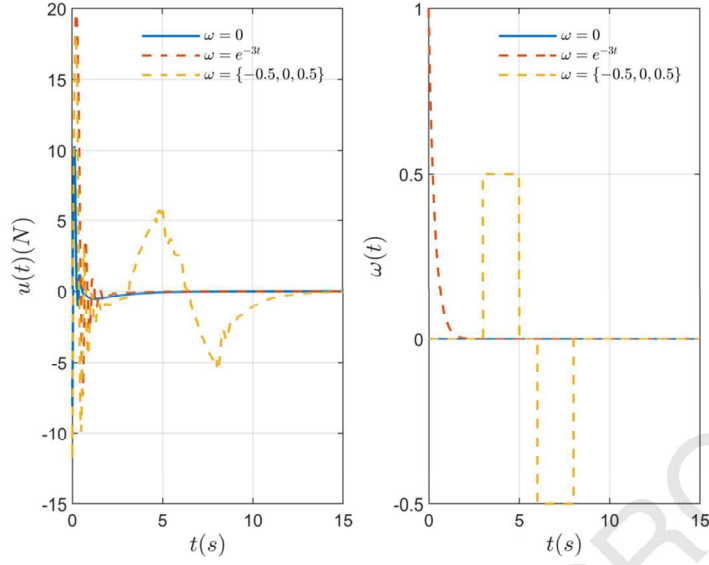 20
15
10
5
0
-5
-10
-15
u(t)(N)
0
5
10
15
t(s)
ω = 0
ω = e^{-3t}
ω = {−0.5, 0, 0.5}
1
0.5
0
-0.5
ω(t)
0
5
10
15
t(s)
ω = 0
ω = e^{-3t}
ω = {−0.5, 0, 0.5}